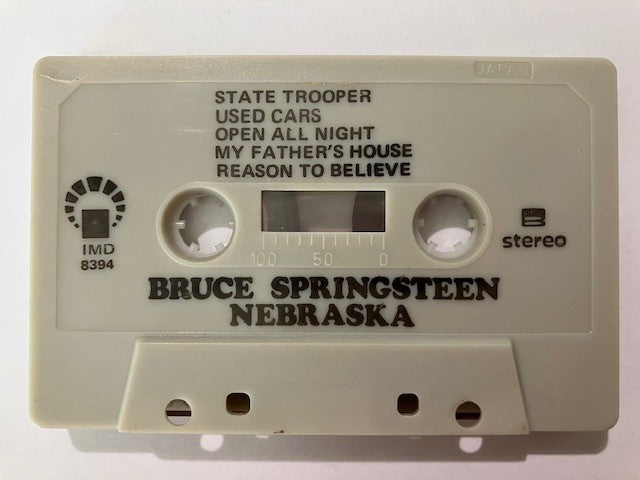 JAPAN
STATE TROOPER
USED CARS
OPEN ALL NIGHT
MY FATHER'S HOUSE
REASON TO BELIEVE
IMD
8394
B
stereo
100 50 0
BRUCE SPRINGSTEEN
NEBRASKA